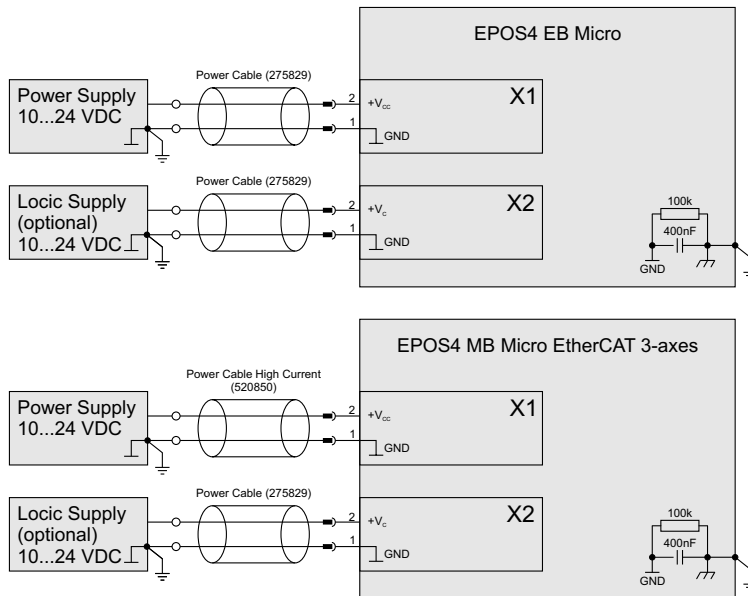 EPOS4 EB Micro
Power Cable (275829)
Power Supply
10...24 VDC
2
+Vcc
X1
1
GND
Power Cable (275829)
Locic Supply
(optional)
10...24 VDC
2
+Vc
X2
1
GND
100k
400nF
GND
EPOS4 MB Micro EtherCAT 3-axes
Power Cable High Current
(520850)
Power Supply
10...24 VDC
2
+Vcc
X1
1
GND
Power Cable (275829)
Locic Supply
(optional)
10...24 VDC
2
+Vc
X2
1
GND
100k
400nF
GND